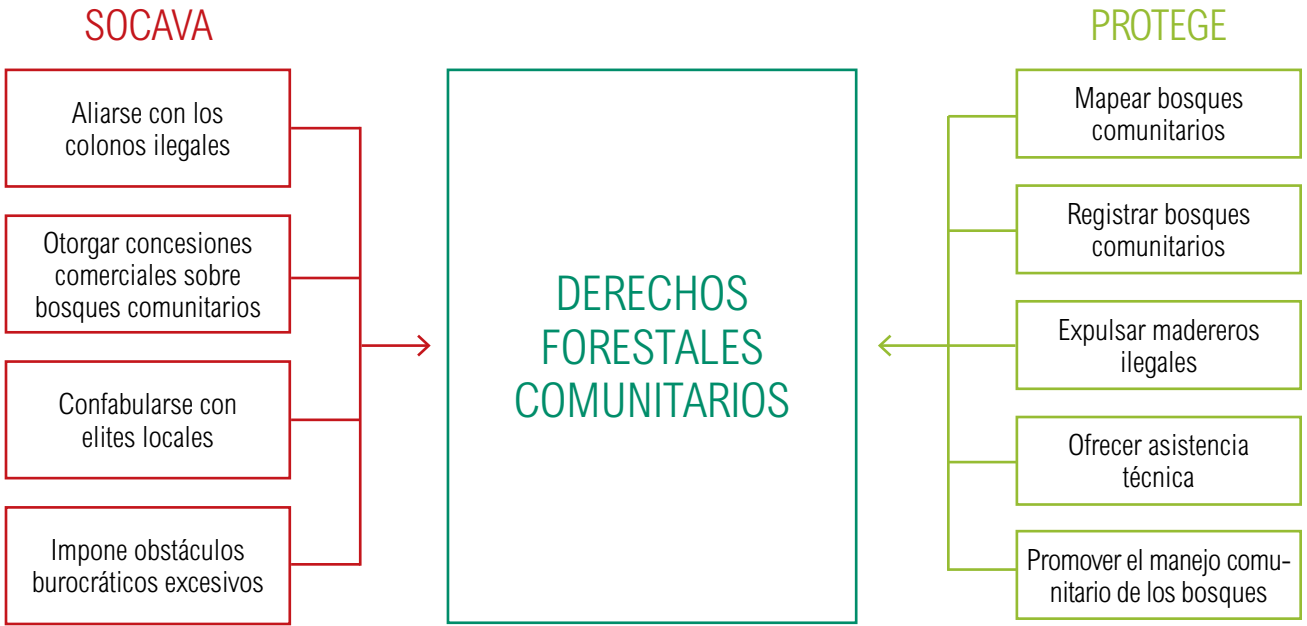 SOCAVA
Aliarse con los
colonos ilegales
Otorgar concesiones
comerciales sobre
bosques comunitarios
Confabularse con
elites locales
Impone obstáculos
burocráticos excesivos
DERECHOS
FORESTALES
COMUNITARIOS
PROTEGE
Mapear bosques
comunitarios
Registrar bosques
comunitarios
Expulsar madereros
ilegales
Ofrecer asistencia
técnica
Promover el manejo comu-
nitario de los bosques